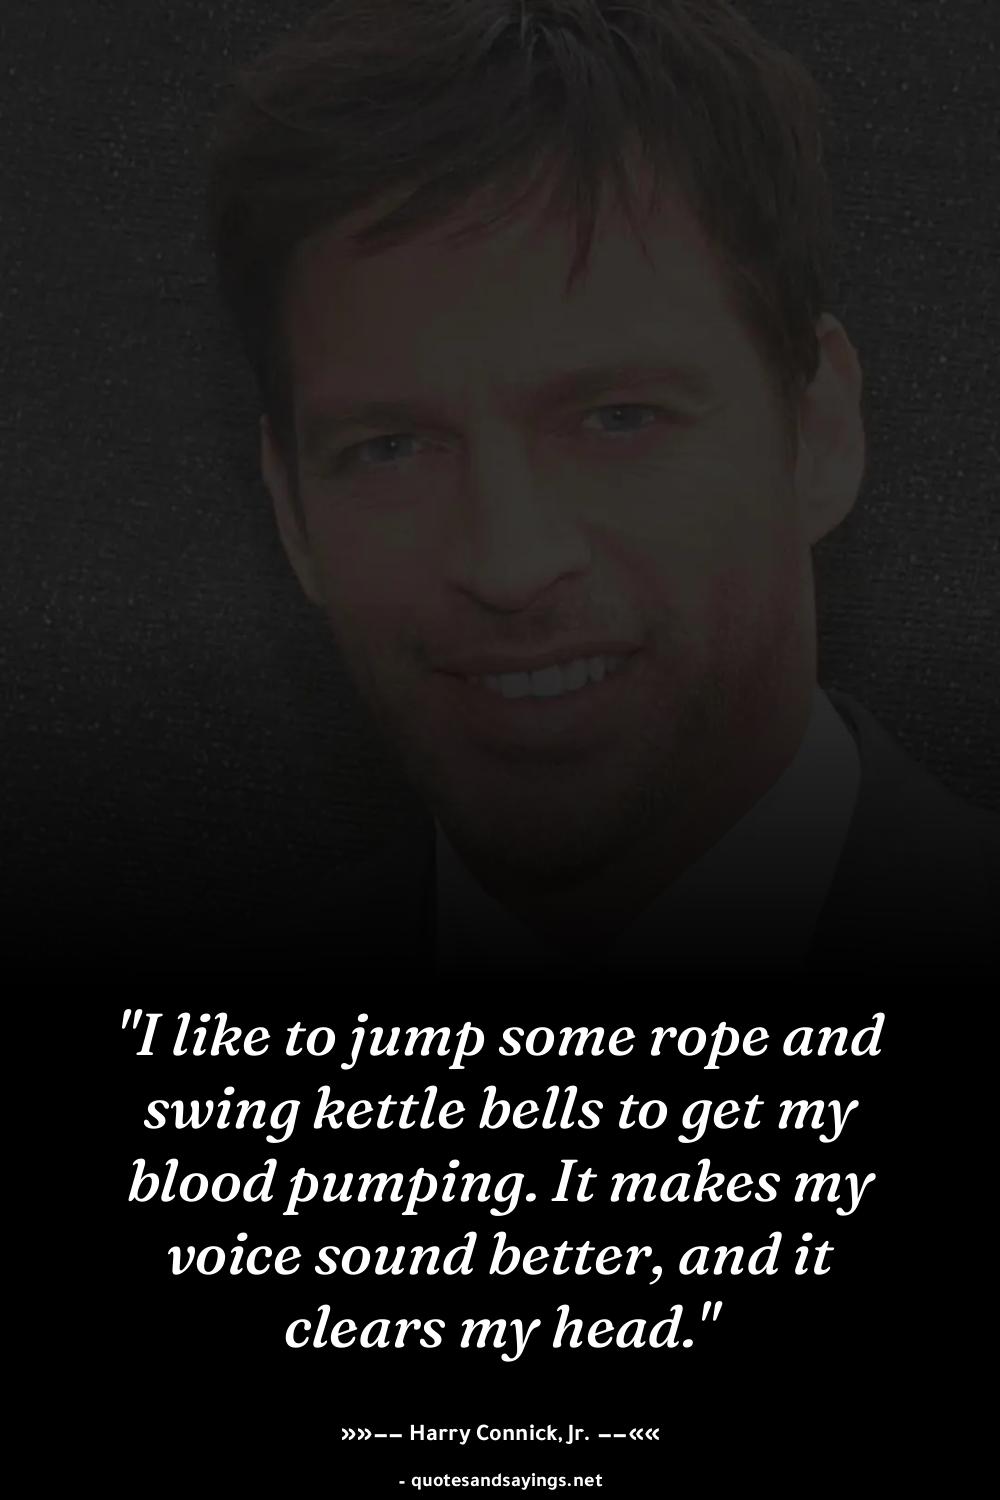 "I like to jump some rope and
swing kettle bells to get my
blood pumping. It makes my
voice sound better, and it
clears my head."
»»−− Harry Connick, Jr. −−««
- quotesandsayings.net